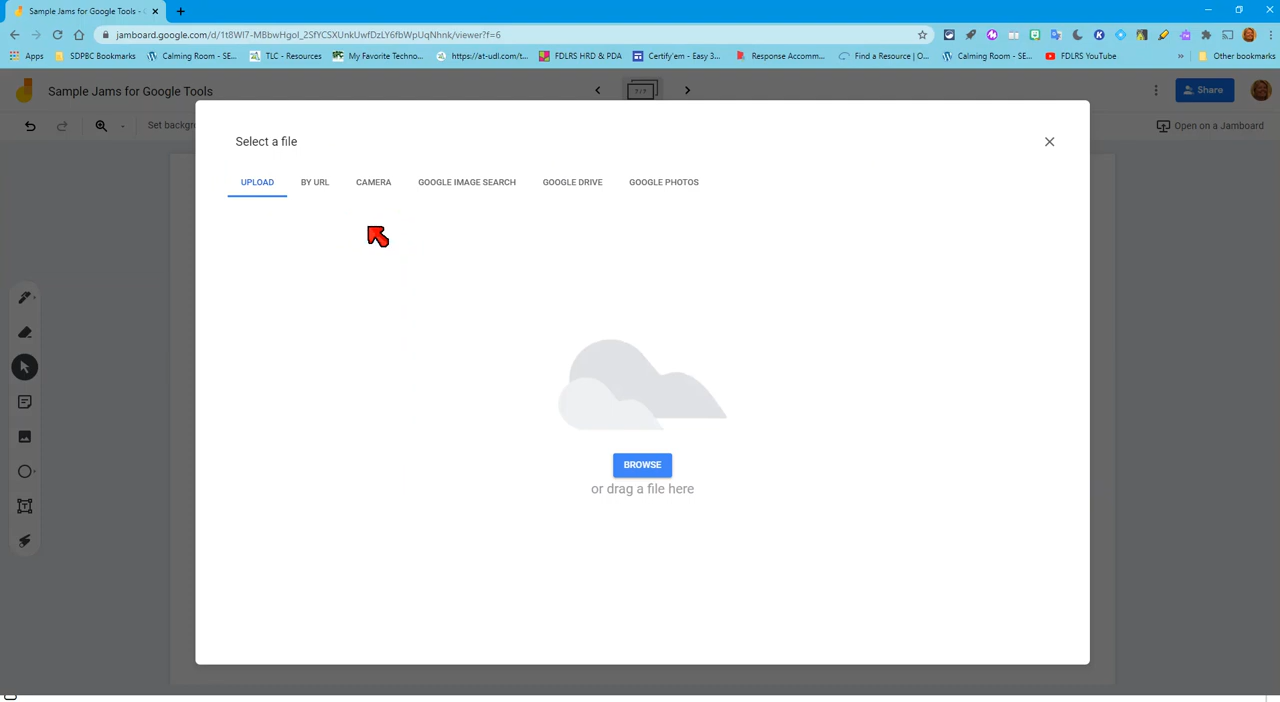 Sample Jams for Google Tools -
jamboard.google.com/d/1t8WI7-MBbwHgoI_2SfYCSXUnkUwfDzLY6fbWpUqNhnk/viewer?f=6
Apps SDPBC Bookmarks Calming Room - SE... TLC - Resources My Favorite Techno... https://at-udl.com/t... FDLRS HRD & PDA Certify'em - Easy 3... Response Accomm... Find a Resource | O... Calming Room - SE... FDLRS YouTube » Other bookmarks
Sample Jams for Google Tools
Share
Set backgr
Open on a Jamboard
Select a file
UPLOAD BY URL CAMERA GOOGLE IMAGE SEARCH GOOGLE DRIVE GOOGLE PHOTOS
BROWSE
or drag a file here